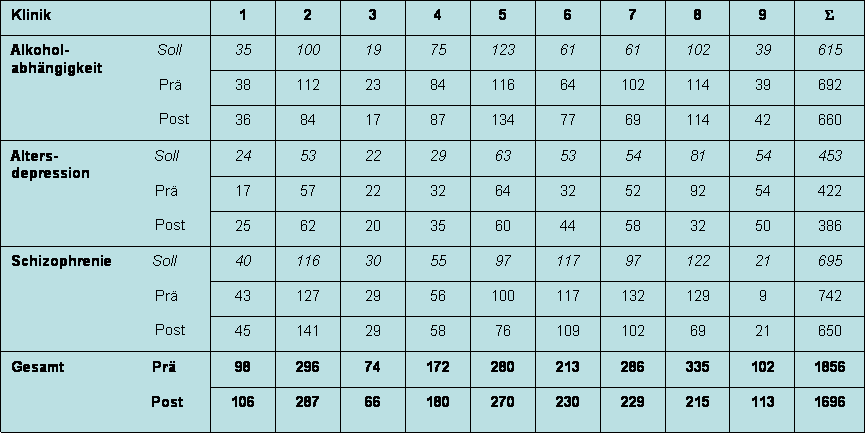 Klinik 1 2 3 4 5 6 7 8 9 Σ
Alkohol- Soll 35 100 19 75 123 61 61 102 39 615
abhängigkeit
Prä 38 112 23 84 116 64 102 114 39 692
Post 36 84 17 87 134 77 69 114 42 660
Alters- Soll 24 53 22 29 63 53 54 81 54 453
depression
Prä 17 57 22 32 64 32 52 92 54 422
Post 25 62 20 35 60 44 58 32 50 386
Schizophrenie Soll 40 116 30 55 97 117 97 122 21 695
Prä 43 127 29 56 100 117 132 129 9 742
Post 45 141 29 58 76 109 102 69 21 650
Gesamt Prä 98 296 74 172 280 213 286 335 102 1856
Post 106 287 66 180 270 230 229 215 113 1696